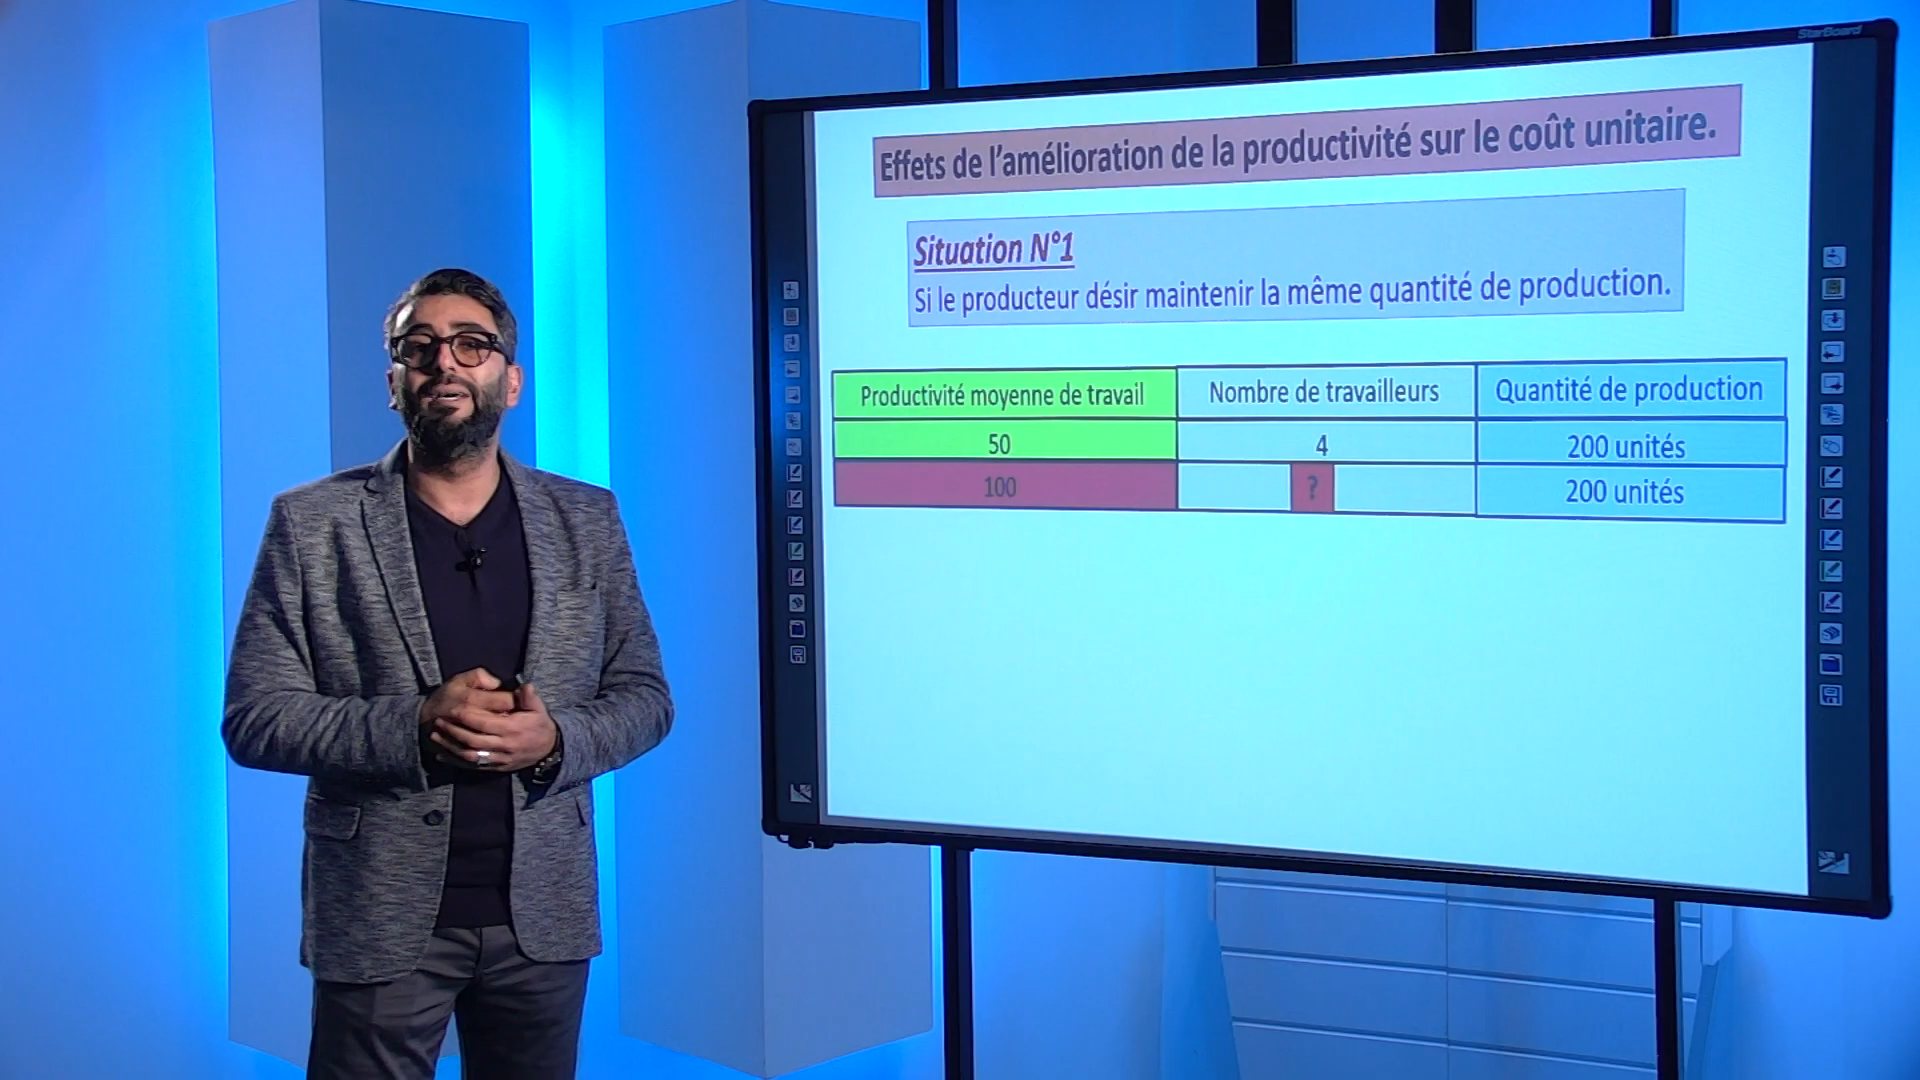 StarBoard
Effets de l'amélioration de la productivité sur le coût unitaire.
Situation N°1
Si le producteur désir maintenir la même quantité de production.
Productivité moyenne de travail Nombre de travailleurs Quantité de production
50 4 200 unités
100 ? 200 unités